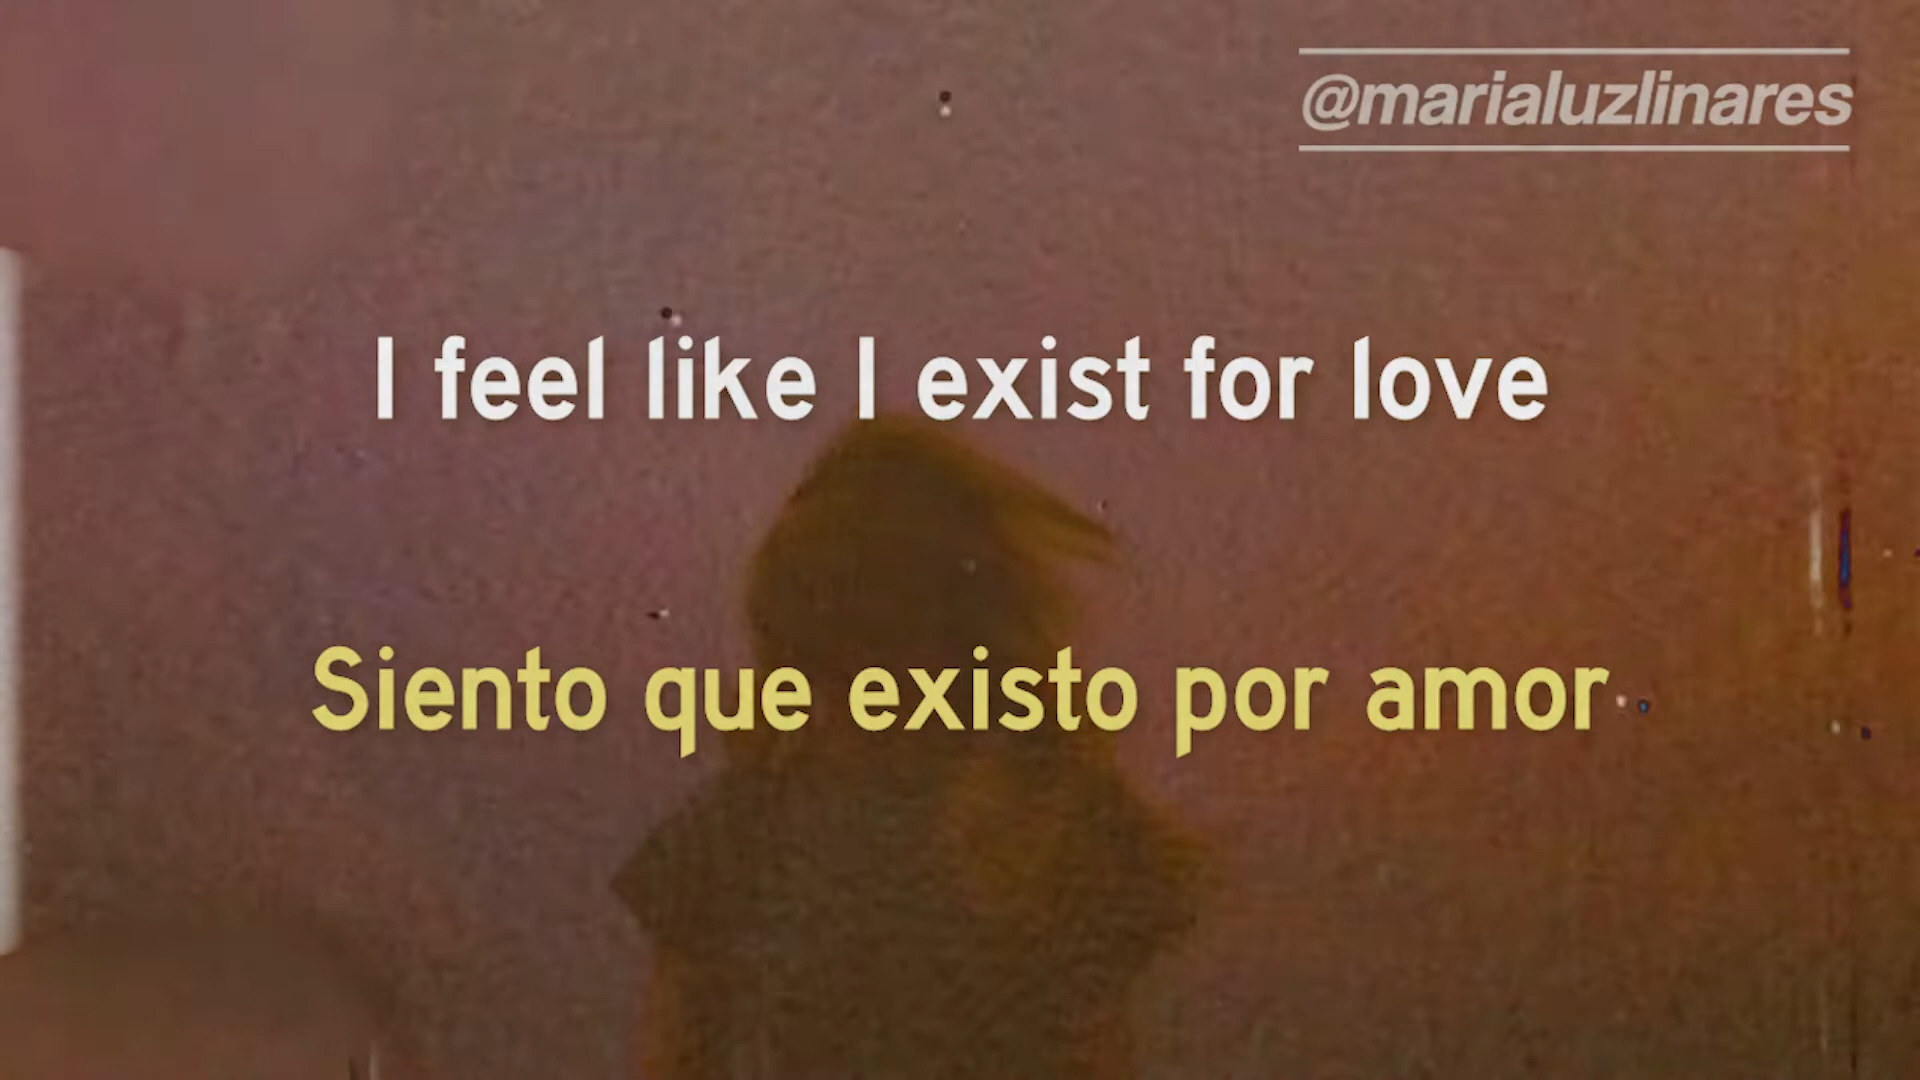 @marialuzlinares
I feel like I exist for love
Siento que existo por amor